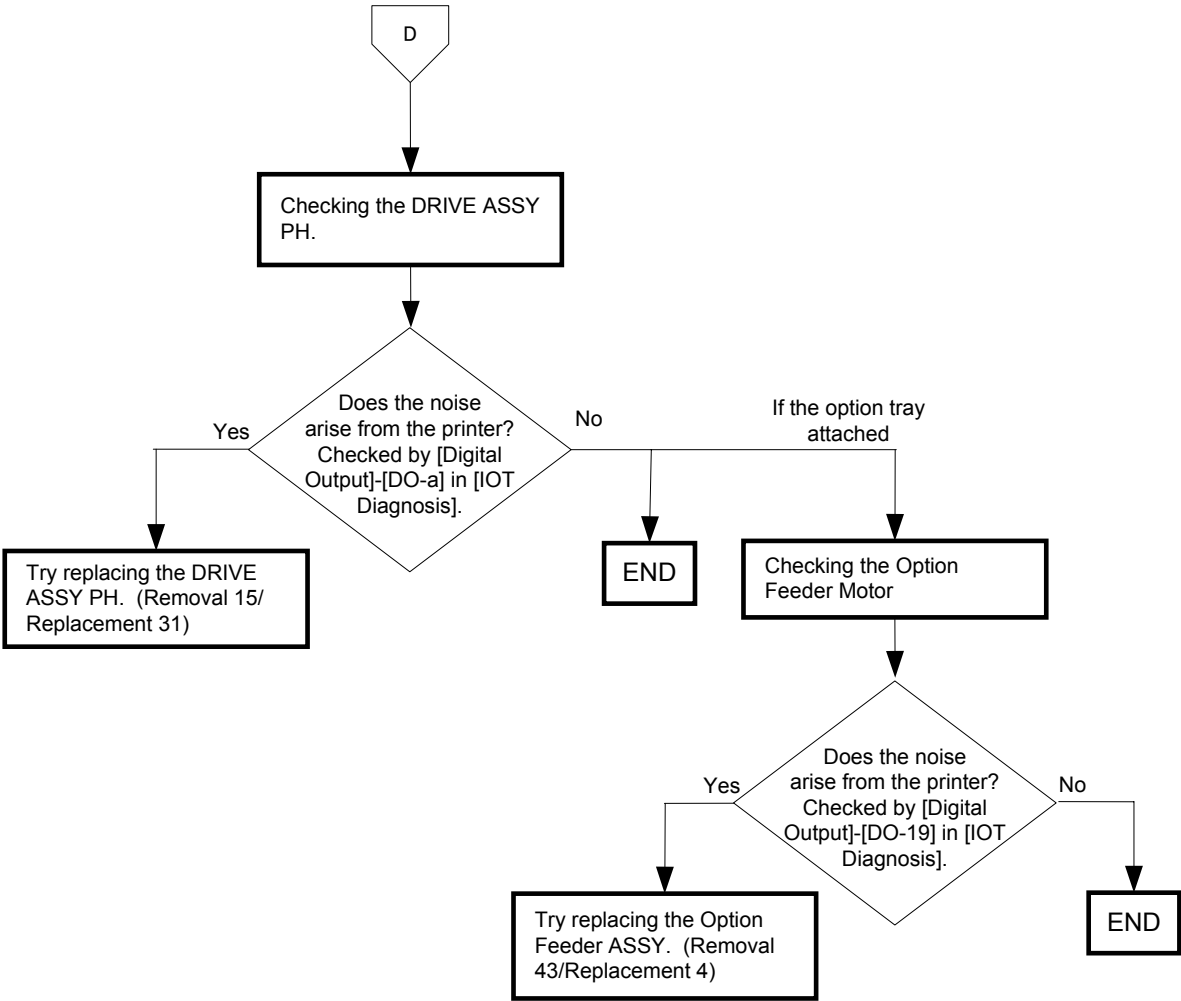 D
Checking the DRIVE ASSY
PH.
Does the noise
arise from the printer?
Checked by [Digital
Output]-[DO-a] in [IOT
Diagnosis].
Yes
No
If the option tray
attached
Try replacing the DRIVE
ASSY PH.  (Removal 15/
Replacement 31)
END
Checking the Option
Feeder Motor
Does the noise
arise from the printer?
Checked by [Digital
Output]-[DO-19] in [IOT
Diagnosis].
Yes
No
Try replacing the Option
Feeder ASSY.  (Removal
43/Replacement 4)
END